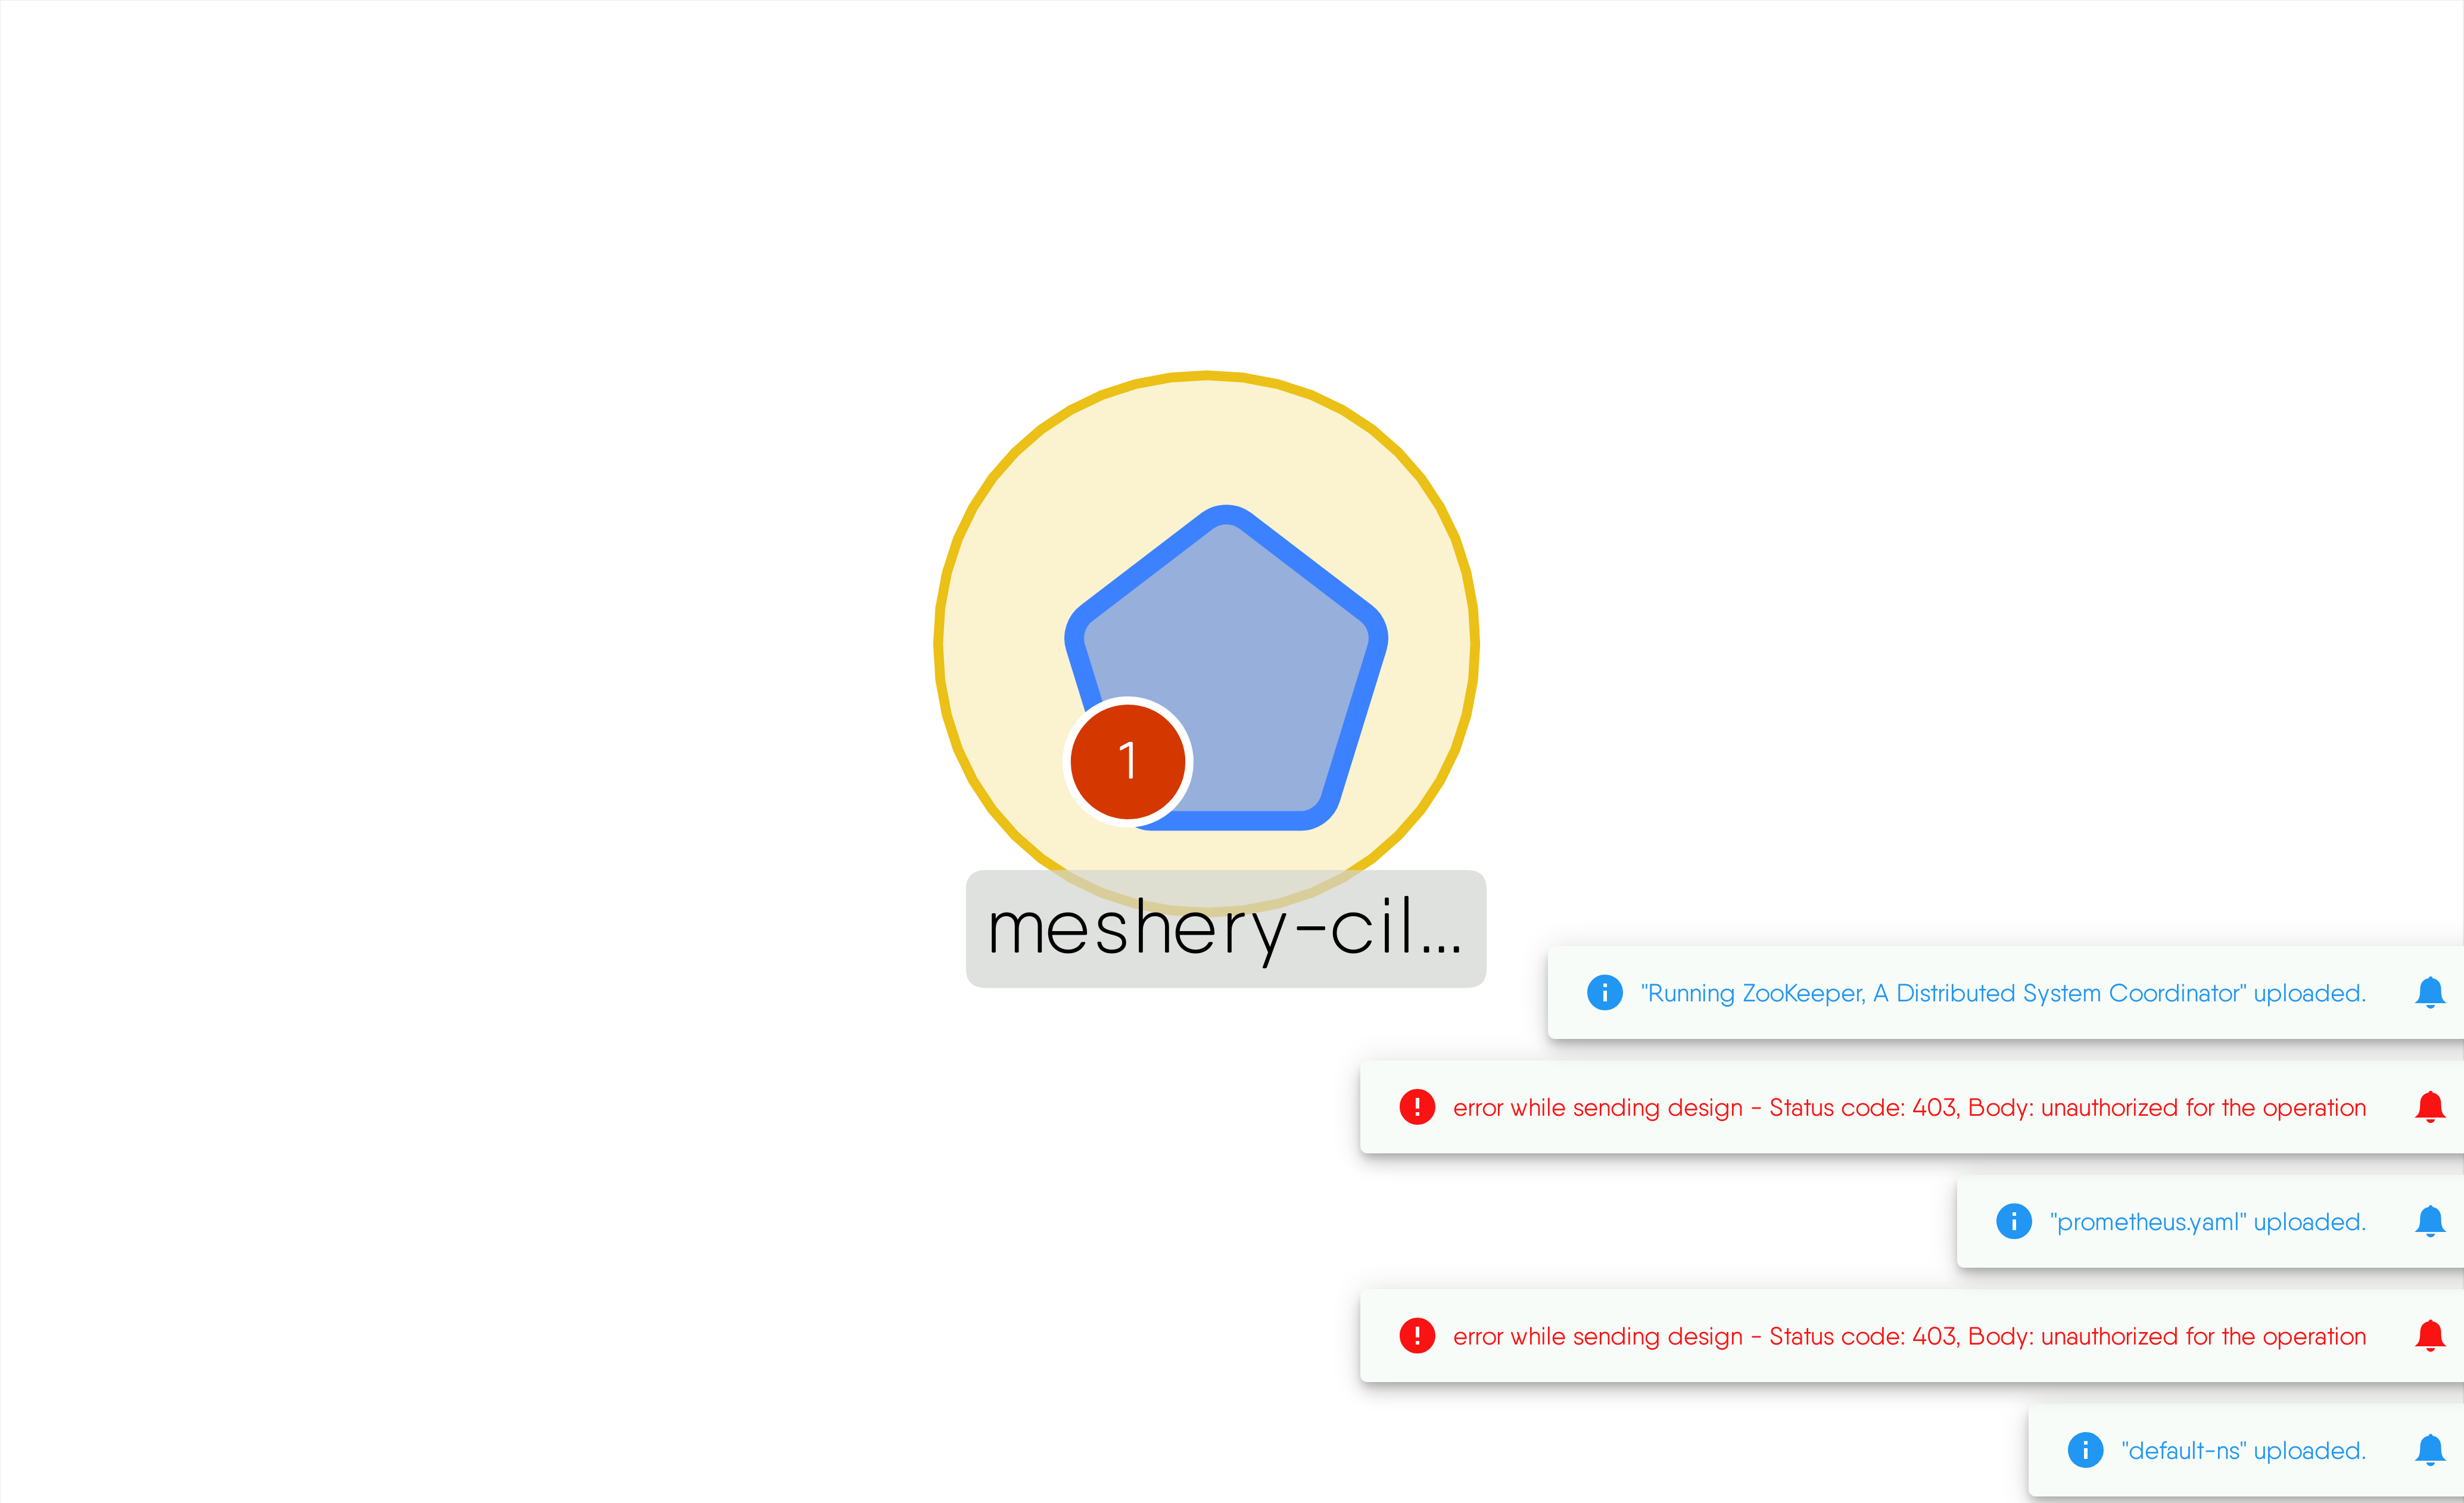 1
meshery-cil...
"Running ZooKeeper, A Distributed System Coordinator" uploaded.
error while sending design - Status code: 403, Body: unauthorized for the operation
"prometheus.yaml" uploaded.
error while sending design - Status code: 403, Body: unauthorized for the operation
"default-ns" uploaded.